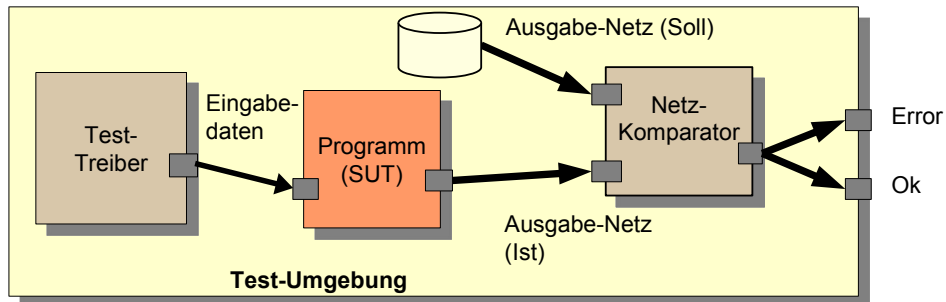 Ausgabe-Netz (Soll)
Test-
Treiber
Eingabe-
daten
Programm
(SUT)
Netz-
Komparator
Error
Ok
Ausgabe-Netz
(Ist)
Test-Umgebung